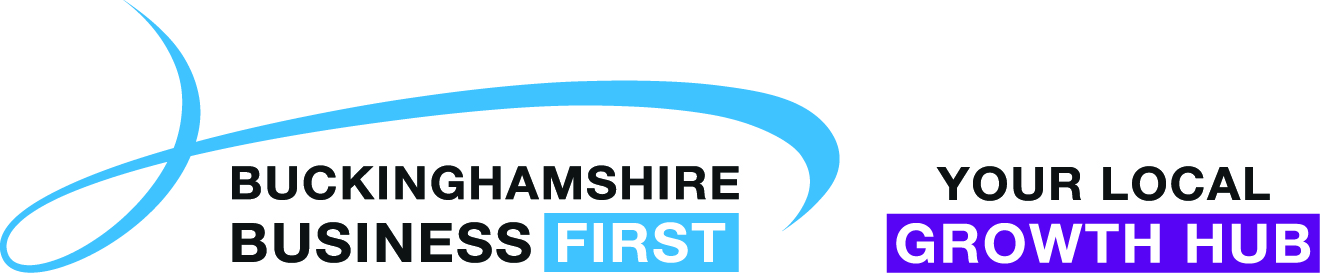 BUCKINGHAMSHIRE
BUSINESS FIRST
YOUR LOCAL
GROWTH HUB